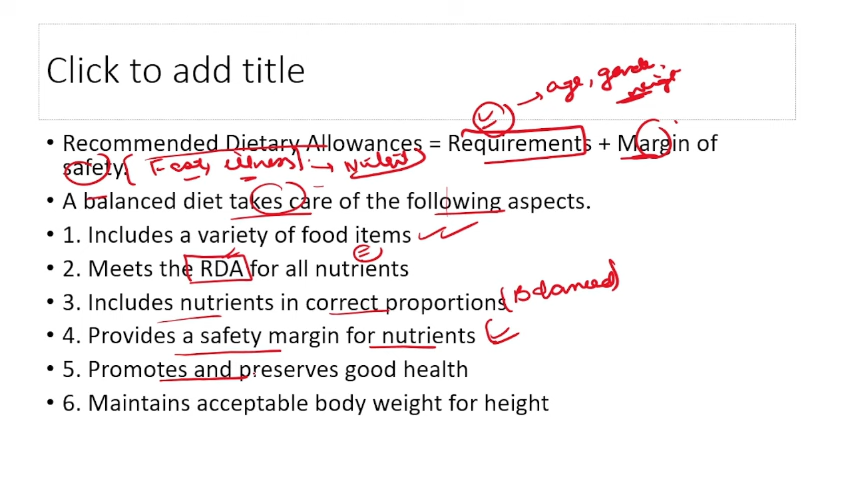 Click to add title
age, gender, height
• Recommended Dietary Allowances = Requirements + Margin of
safety. (Food, illness) → Nutrient
• A balanced diet takes care of the following aspects.
• 1. Includes a variety of food items
• 2. Meets the RDA for all nutrients
• 3. Includes nutrients in correct proportions (Balanced)
• 4. Provides a safety margin for nutrients
• 5. Promotes and preserves good health
• 6. Maintains acceptable body weight for height